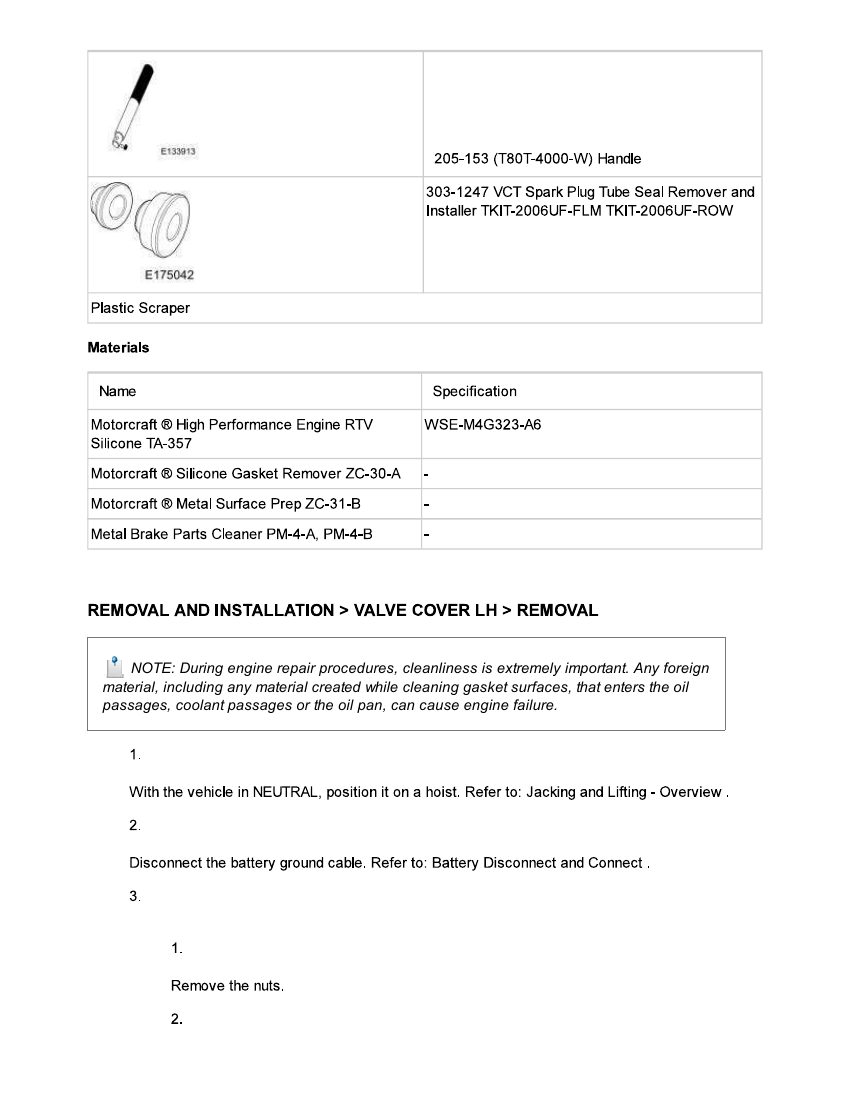 E133913
205-153 (T80T-4000-W) Handle
E175042
303-1247 VCT Spark Plug Tube Seal Remover and
Installer TKIT-2006UF-FLM TKIT-2006UF-ROW
Plastic Scraper
Materials
Name Specification
Motorcraft ® High Performance Engine RTV WSE-M4G323-A6
Silicone TA-357
Motorcraft ® Silicone Gasket Remover ZC-30-A -
Motorcraft ® Metal Surface Prep ZC-31-B -
Metal Brake Parts Cleaner PM-4-A, PM-4-B -
REMOVAL AND INSTALLATION > VALVE COVER LH > REMOVAL
NOTE: During engine repair procedures, cleanliness is extremely important. Any foreign
material, including any material created while cleaning gasket surfaces, that enters the oil
passages, coolant passages or the oil pan, can cause engine failure.
1.
With the vehicle in NEUTRAL, position it on a hoist. Refer to: Jacking and Lifting - Overview .
2.
Disconnect the battery ground cable. Refer to: Battery Disconnect and Connect .
3.
1.
Remove the nuts.
2.